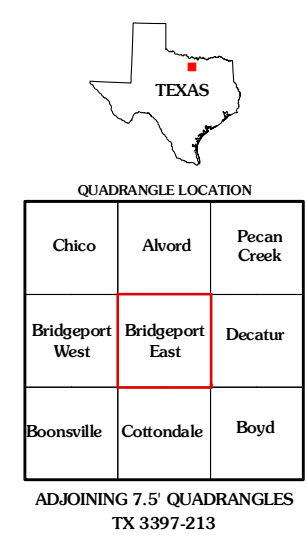 TEXAS
QUADRANGLE LOCATION
Chico
Alvord
Pecan
Creek
Bridgeport
West
Bridgeport
East
Decatur
Boonsville
Cottondale
Boyd
ADJOINING 7.5' QUADRANGLES
TX 3397-213